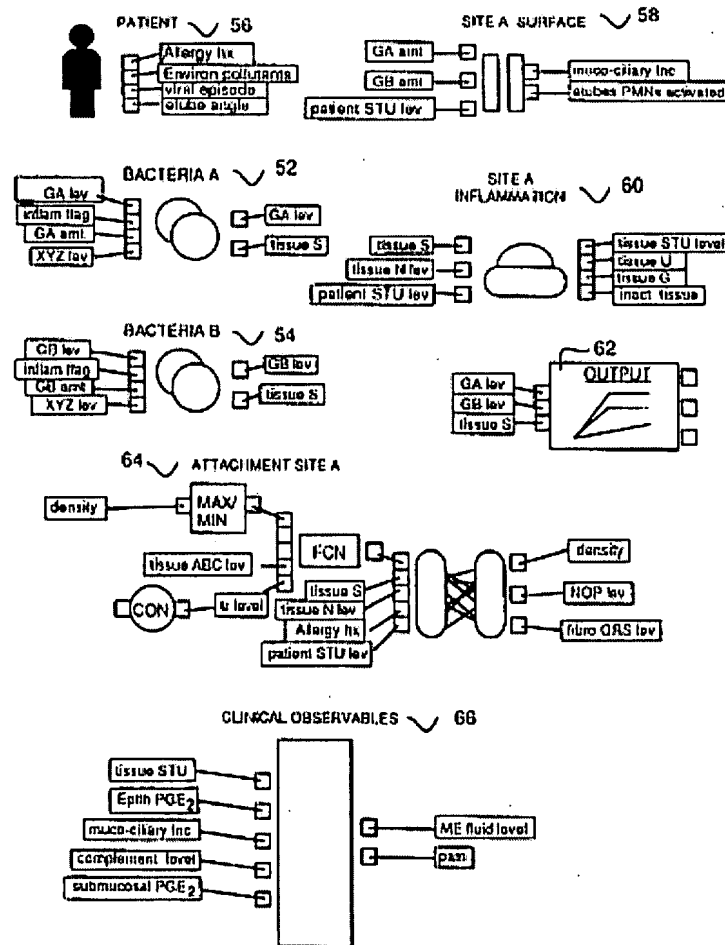 PATIENT 56
Allergy hx
Environ pollutants
viral episode
etube angle
SITE A SURFACE 58
GA amt
GB amt
patient STU lev
muco-ciliary Inc
etubes PMNs activated
BACTERIA A 52
GA lev
inflam flag
GA amt
XYZ lev
GA lev
tissue S
SITE A INFLAMMATION 60
tissue S
tissue N lev
patient STU lev
tissue STU level
tissue U
tissue G
inact tissue
BACTERIA B 54
GB lev
inflam flag
GB amt
XYZ lev
GB lev
tissue S
62
OUTPUT
GA lev
GB lev
tissue S
64 ATTACHMENT SITE A
density
MAX/
MIN
tissue ABC lev
CON
level
FCN
tissue S
tissue N lev
Allergy hx
patient STU lev
density
NOP lev
fibro QRS lev
CLINICAL OBSERVABLES 66
tissue STU
Epith PGE2
muco-ciliary Inc
complement level
submucosal PGE2
ME fluid level
pain